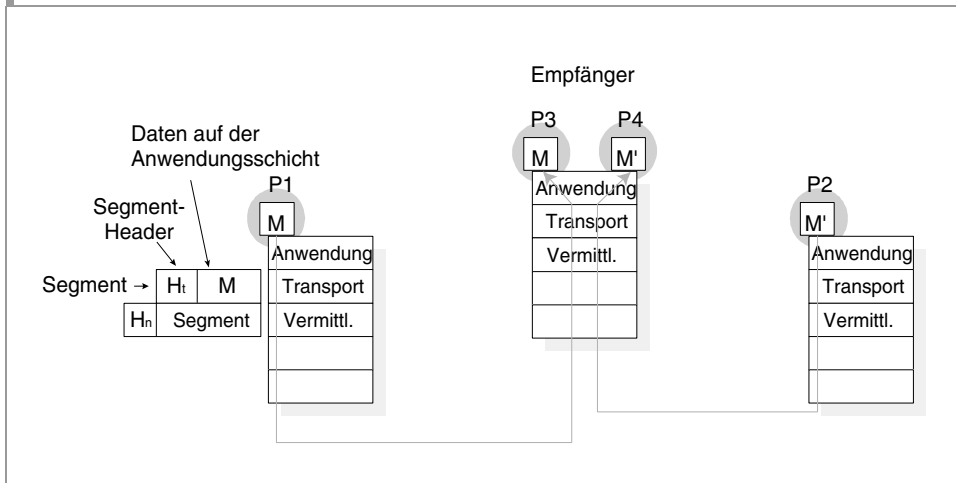 Empfänger
P3 P4
M M'
Daten auf der
Anwendungsschicht
P1
P2
Segment-
Header
M
M'
Anwendung
Transport
Vermittl.
Segment → Ht M
Hn Segment
Anwendung
Transport
Vermittl.
Anwendung
Transport
Vermittl.